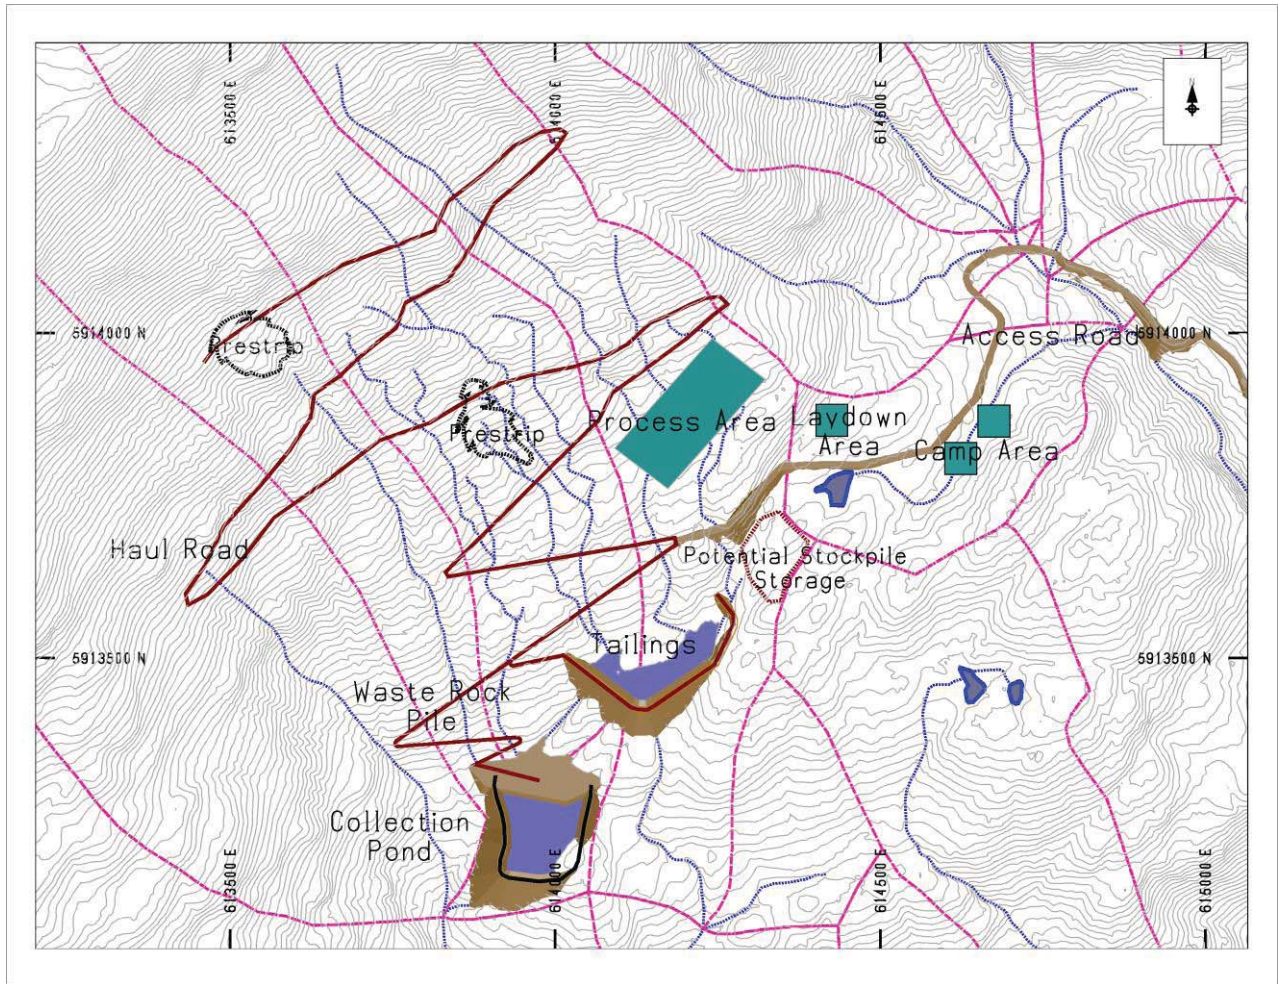 N
613500 E
614000 E
614500 E
5914000 N
5914000 N
Prestrip
Access Road
Process Area
Laydown
Area
Prestrip
Camp Area
Haul Road
Potential Stockpile
Storage
Tailings
5913500 N
5913500 N
Waste Rock
Pile
Collection
Pond
613500 E
614000 E
614500 E
615000 E